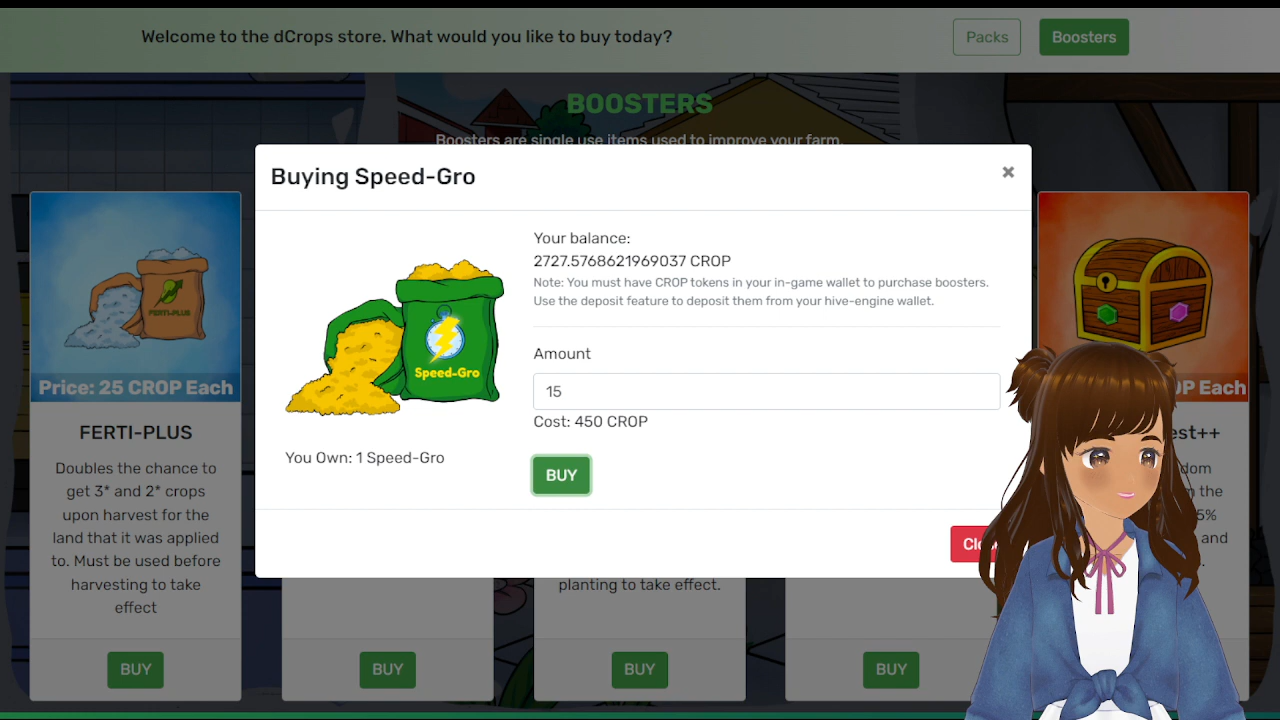 Welcome to the dCrops store. What would you like to buy today?
Packs
Boosters
BOOSTERS
Boosters are single use items used to improve your farm.
Buying Speed-Gro
×
Speed-Gro
You Own: 1 Speed-Gro
Your balance:
2727.5768621969037 CROP
Note: You must have CROP tokens in your in-game wallet to purchase boosters.
Use the deposit feature to deposit them from your hive-engine wallet.
Amount
15
Cost: 450 CROP
BUY
FERTI-PLUS
Price: 25 CROP Each
FERTI-PLUS
Doubles the chance to
get 3* and 2* crops
upon harvest for the
land that it was applied
to. Must be used before
harvesting to take
effect
BUY
BUY
planting to take effect.
BUY
BUY
Each
and